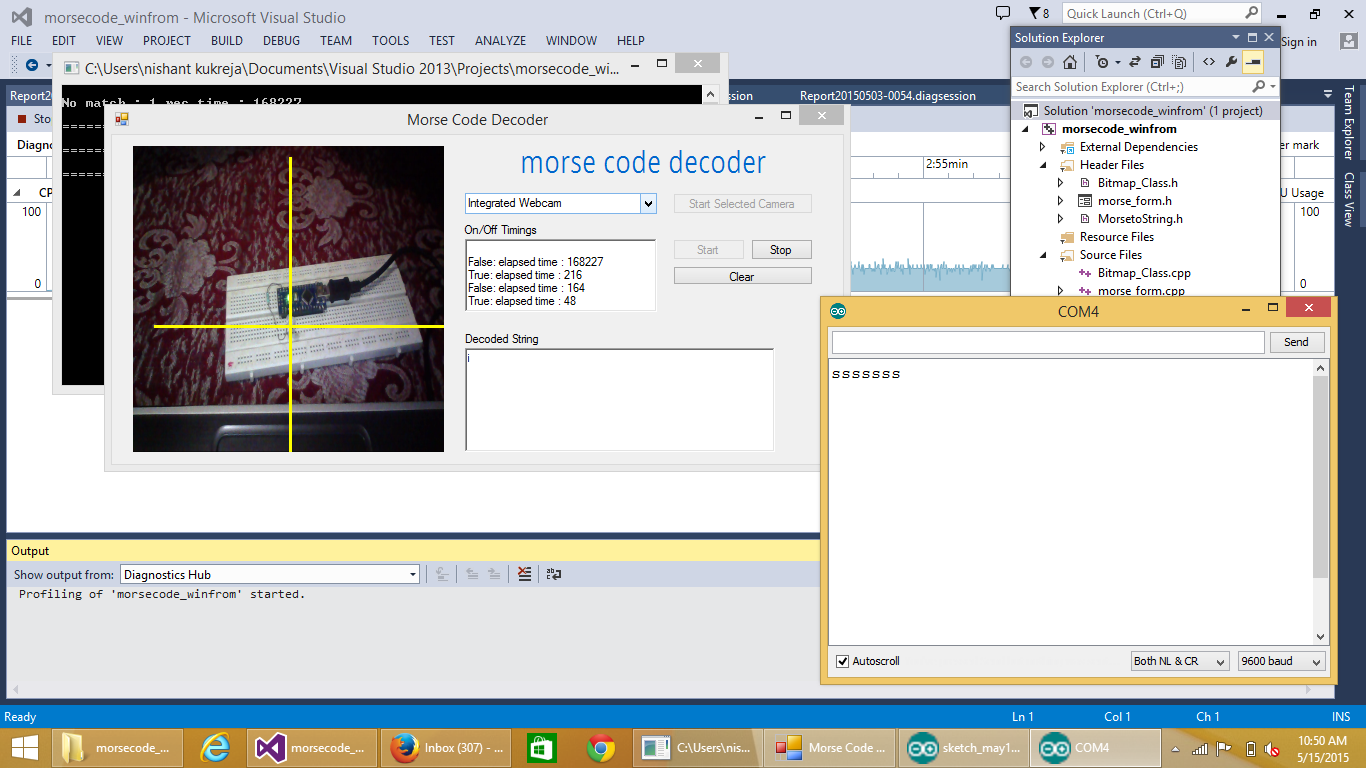 morsecode_winfrom - Microsoft Visual Studio
8
Quick Launch (Ctrl+Q)
FILE EDIT VIEW PROJECT BUILD DEBUG TEAM TOOLS TEST ANALYZE WINDOW HELP
Sign in
C:\Users\nishant kukreja\Documents\Visual Studio 2013\Projects\morsecode_wi...
Report2015
ession
Report20150503-0054.diagsession
No match : 1 rec time : 168227
Sto
Diagno
er mark
2:55min
CP
U Usage
100
100
0
0
Morse Code Decoder
morse code decoder
Integrated Webcam
Start Selected Camera
On/Off Timings
False: elapsed time : 168227
True: elapsed time : 216
False: elapsed time : 164
True: elapsed time : 48
Start
Stop
Clear
Decoded String
i
Solution Explorer
Search Solution Explorer (Ctrl+;)
Solution 'morsecode_winfrom' (1 project)
morsecode_winfrom
External Dependencies
Header Files
Bitmap_Class.h
morse_form.h
MorsetoString.h
Resource Files
Source Files
Bitmap_Class.cpp
morse_form.cpp
Team Explorer
Class View
COM4
Send
sssssss
Autoscroll
Both NL & CR
9600 baud
Output
Show output from: Diagnostics Hub
Profiling of 'morsecode_winfrom' started.
Ready
Ln 1
Col 1
Ch 1
INS
morsecode_...
morsecode_...
Inbox (307) - ...
C:\Users\nis...
Morse Code ...
sketch_may1...
COM4
10:50 AM
5/15/2015